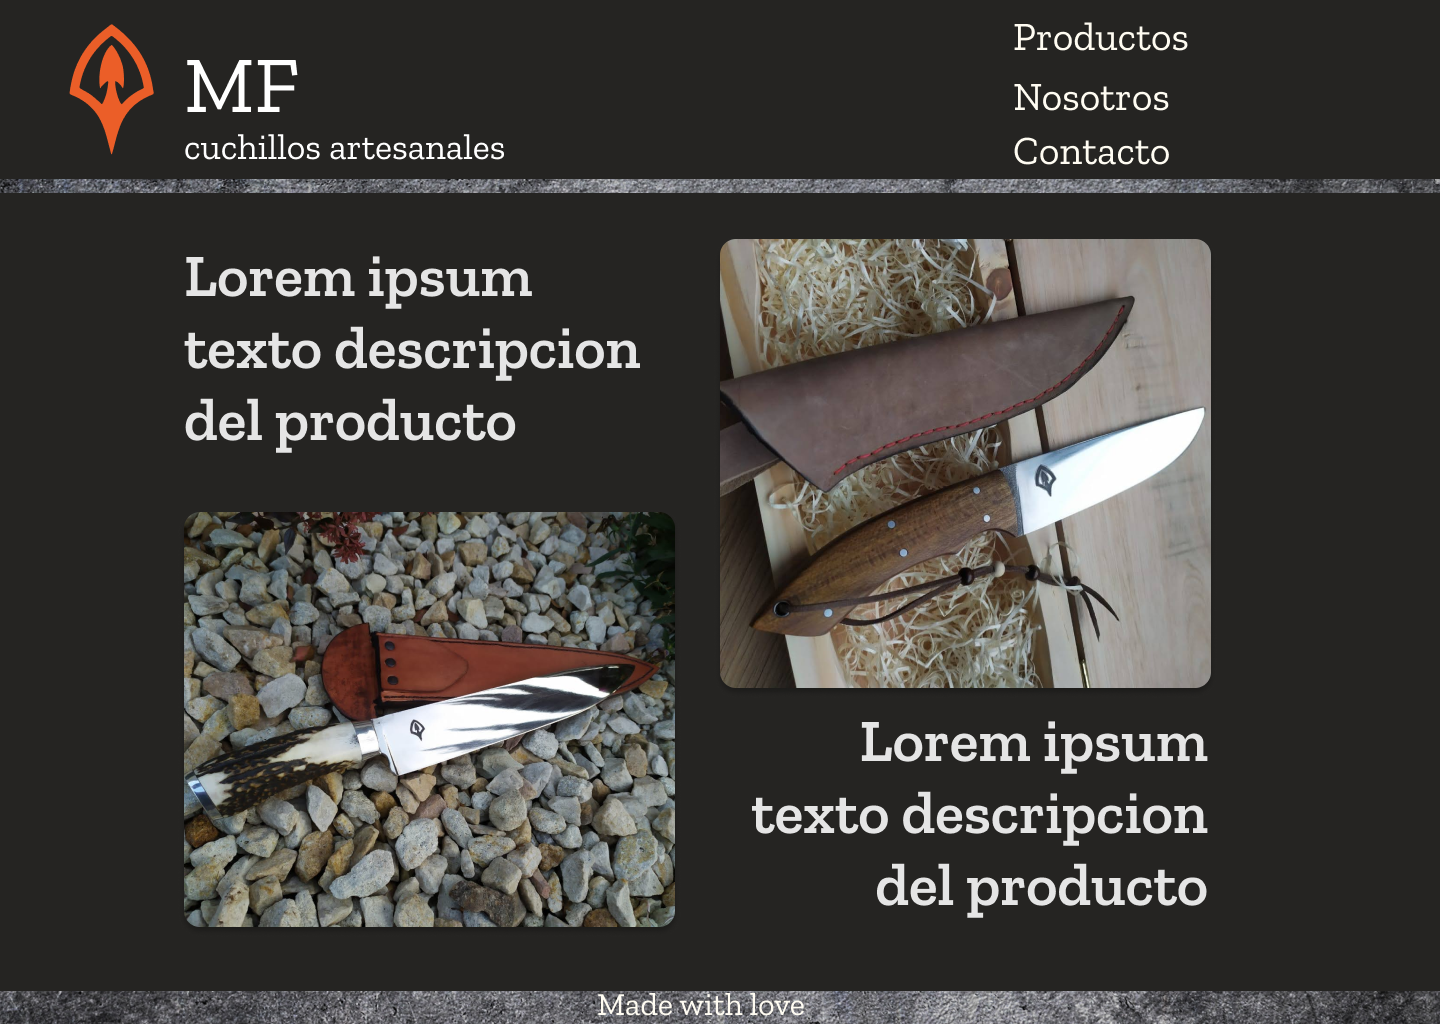 MF
cuchillos artesanales
Productos
Nosotros
Contacto
Lorem ipsum
texto descripcion
del producto
Lorem ipsum
texto descripcion
del producto
Made with love